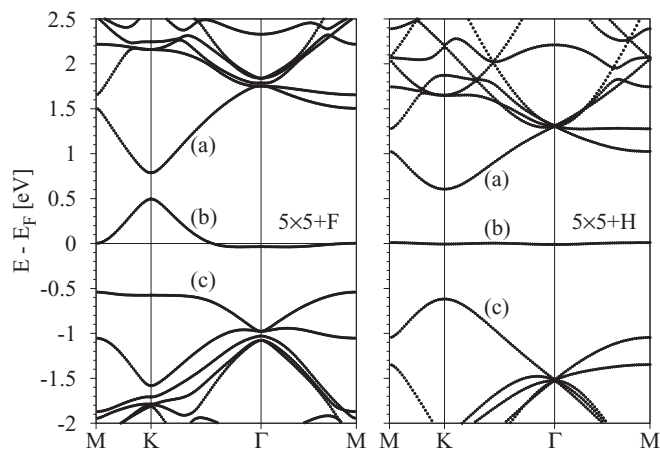 2.5
2
1.5
1
0.5
0
-0.5
-1
-1.5
-2
E - E_F [eV]
(a)
(b)
5×5+F
(c)
M K Γ M
(a)
(b)
5×5+H
(c)
M K Γ M